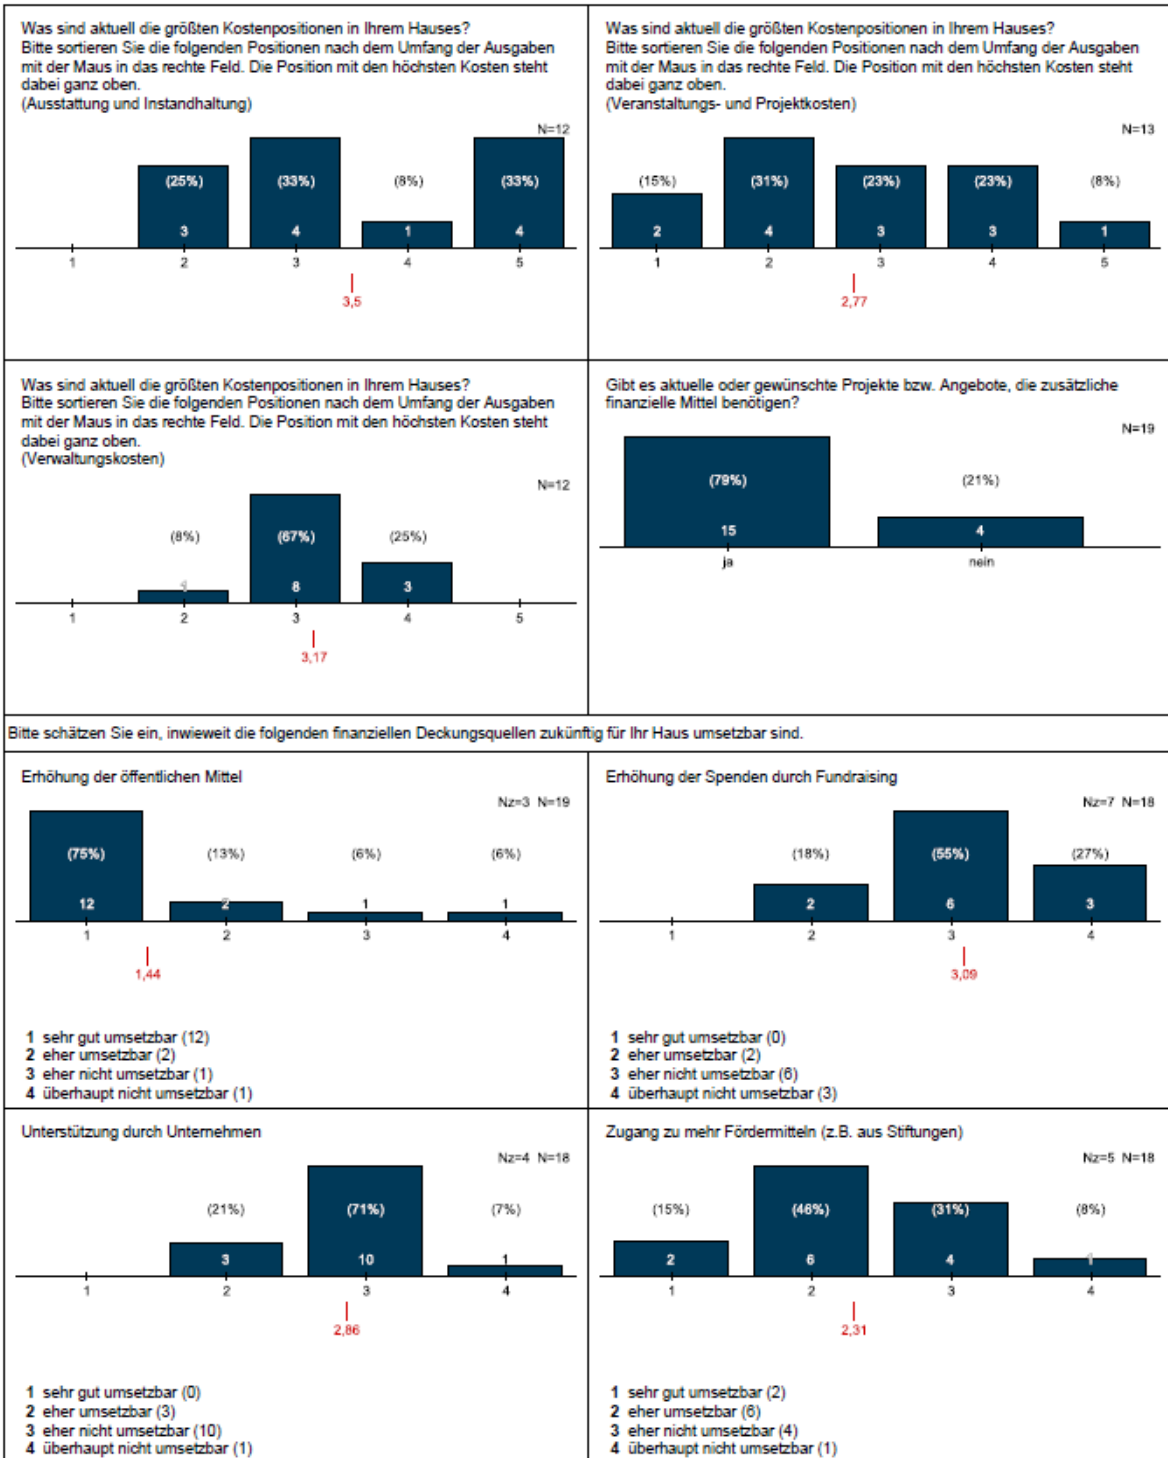 Was sind aktuell die größten Kostenpositionen in Ihrem Hauses?
Bitte sortieren Sie die folgenden Positionen nach dem Umfang der Ausgaben
mit der Maus in das rechte Feld. Die Position mit den höchsten Kosten steht
dabei ganz oben.
(Ausstattung und Instandhaltung)
N=12
(25%) (33%) (8%) (33%)
3 4 1 4
1 2 3 4 5
3,5
Was sind aktuell die größten Kostenpositionen in Ihrem Hauses?
Bitte sortieren Sie die folgenden Positionen nach dem Umfang der Ausgaben
mit der Maus in das rechte Feld. Die Position mit den höchsten Kosten steht
dabei ganz oben.
(Veranstaltungs- und Projektkosten)
N=13
(15%) (31%) (23%) (23%) (8%)
2 4 3 3 1
1 2 3 4 5
2,77
Was sind aktuell die größten Kostenpositionen in Ihrem Hauses?
Bitte sortieren Sie die folgenden Positionen nach dem Umfang der Ausgaben
mit der Maus in das rechte Feld. Die Position mit den höchsten Kosten steht
dabei ganz oben.
(Verwaltungskosten)
N=12
(8%) (67%) (25%)
1 8 3
1 2 3 4 5
3,17
Gibt es aktuelle oder gewünschte Projekte bzw. Angebote, die zusätzliche
finanzielle Mittel benötigen?
N=19
(79%) (21%)
15 4
ja nein
Bitte schätzen Sie ein, inwieweit die folgenden finanziellen Deckungsquellen zukünftig für Ihr Haus umsetzbar sind.
Erhöhung der öffentlichen Mittel
Nz=3 N=19
(75%) (13%) (6%) (6%)
12 2 1 1
1 2 3 4
1,44
1 sehr gut umsetzbar (12)
2 eher umsetzbar (2)
3 eher nicht umsetzbar (1)
4 überhaupt nicht umsetzbar (1)
Erhöhung der Spenden durch Fundraising
Nz=7 N=18
(18%) (55%) (27%)
2 6 3
1 2 3 4
3,09
1 sehr gut umsetzbar (0)
2 eher umsetzbar (2)
3 eher nicht umsetzbar (6)
4 überhaupt nicht umsetzbar (3)
Unterstützung durch Unternehmen
Nz=4 N=18
(21%) (71%) (7%)
3 10 1
1 2 3 4
2,86
1 sehr gut umsetzbar (0)
2 eher umsetzbar (3)
3 eher nicht umsetzbar (10)
4 überhaupt nicht umsetzbar (1)
Zugang zu mehr Fördermitteln (z.B. aus Stiftungen)
Nz=5 N=18
(15%) (46%) (31%) (8%)
2 6 4 1
1 2 3 4
2,31
1 sehr gut umsetzbar (2)
2 eher umsetzbar (6)
3 eher nicht umsetzbar (4)
4 überhaupt nicht umsetzbar (1)